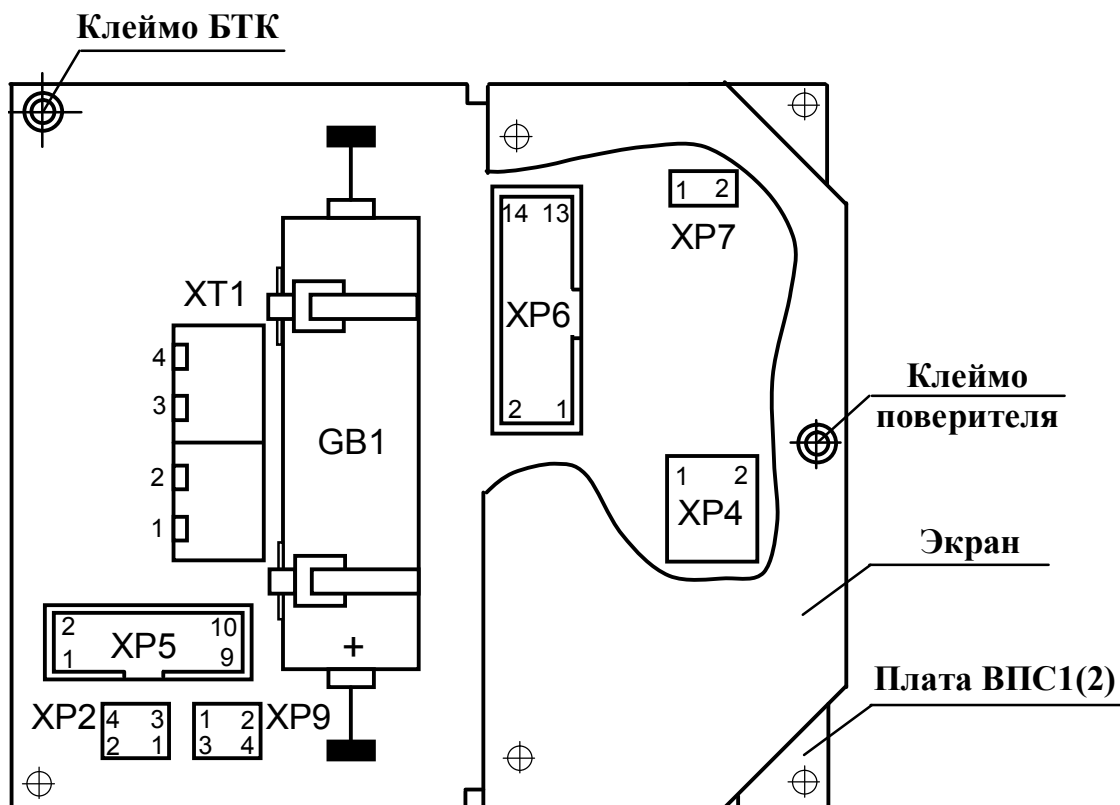 Клеймо БТК
1 2
XP7
14 13
XP6
2 1
XT1
4
3
2
1
GB1
+
Клеймо
поверителя
1 2
XP4
Экран
2 10
XP5
1 9
Плата ВПС1(2)
XP2
4 3
2 1
1 2
3 4
XP9